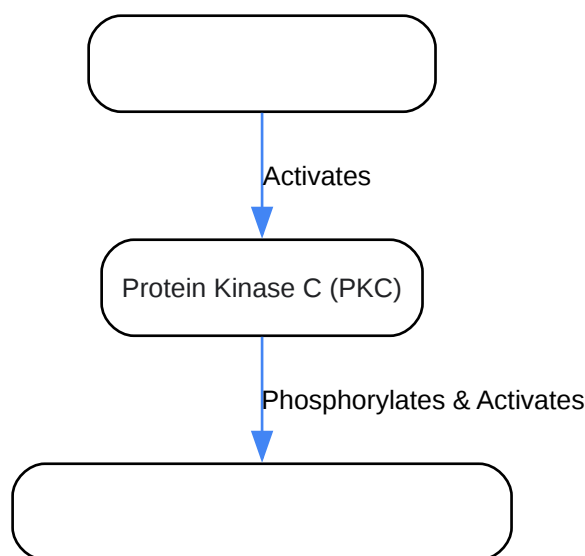 Activates
Protein Kinase C (PKC)
Phosphorylates & Activates